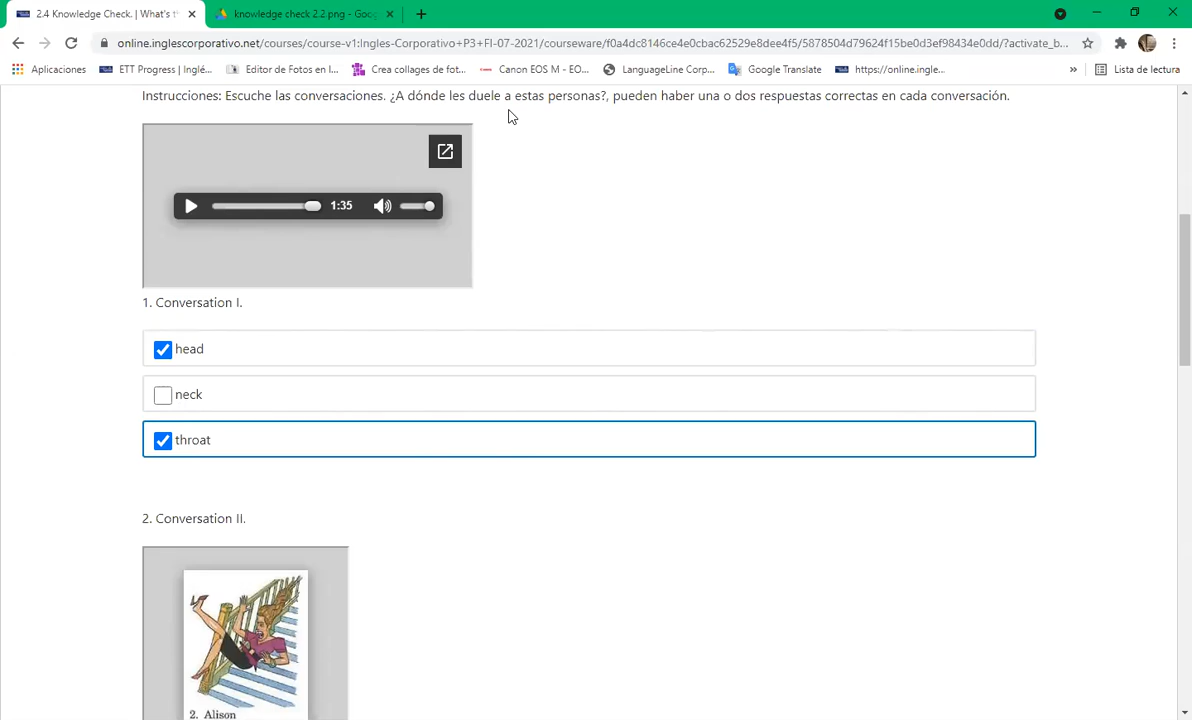 2.4 Knowledge Check. | What's th
knowledge check 2.2.png - Goog
online.inglescorporativo.net/courses/course-v1:Ingles-Corporativo+P3+FI-07-2021/courseware/f0a4dc8146ce4e0cbac62529e8dee4f5/5878504d79624f15be0d3ef98434e0dd/?activate_b...
Aplicaciones
ETT Progress | Inglé...
Editor de Fotos en l...
Crea collages de fot...
Canon EOS M - EO...
LanguageLine Corp...
Google Translate
https://online.ingle...
»
Lista de lectura
Instrucciones: Escuche las conversaciones. ¿A dónde les duele a estas personas?, pueden haber una o dos respuestas correctas en cada conversación.
1:35
1. Conversation I.
head
neck
throat
2. Conversation II.
2. Alison